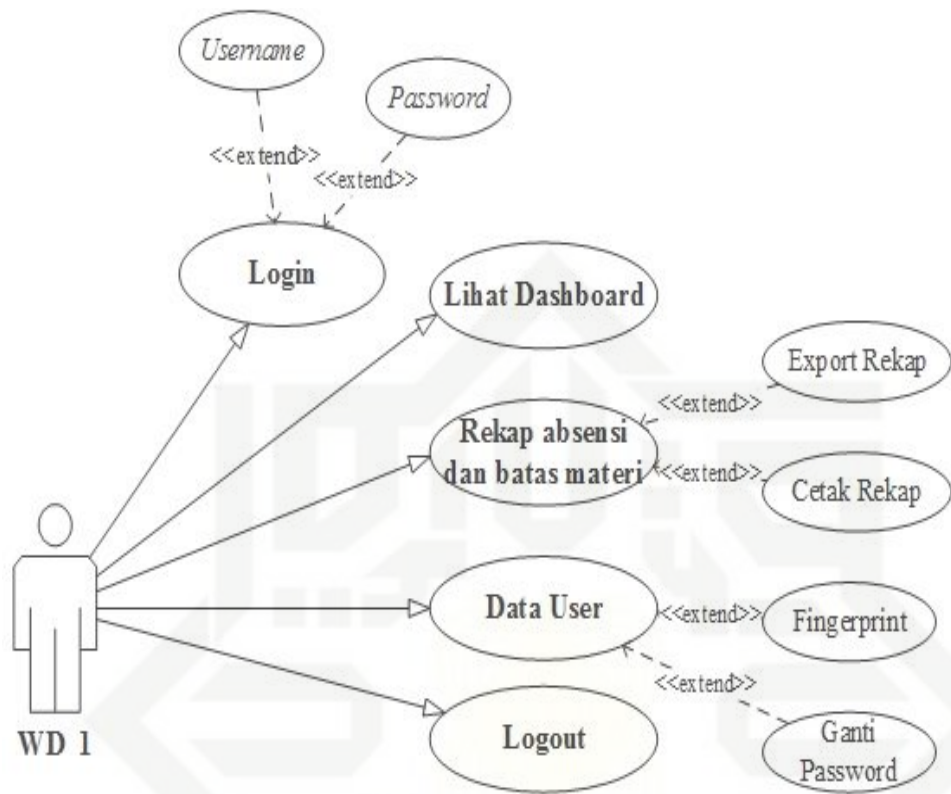 Username
Password
<<extend>>
<<extend>>
Login
Lihat Dashboard
Export Rekap
<<extend>>
Rekap absensi
dan batas materi
<<extend>>
Cetak Rekap
Data User
<<extend>>
Fingerprint
<<extend>>
Logout
Ganti
Password
WD 1